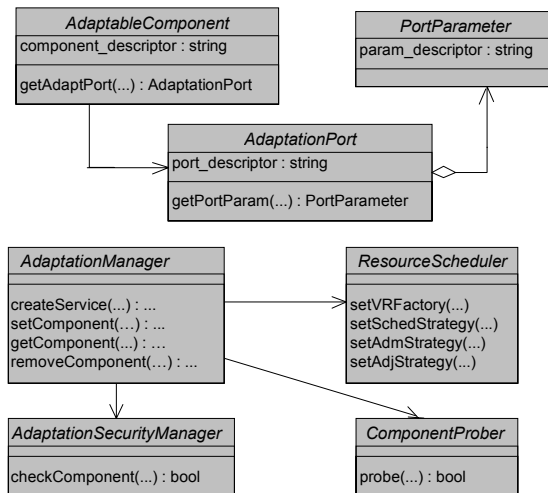 AdaptableComponent
component_descriptor : string
getAdaptPort(...) : AdaptationPort
PortParameter
param_descriptor : string
AdaptationPort
port_descriptor : string
getPortParam(...) : PortParameter
AdaptationManager
createService(...) : ...
setComponent(…) : ...
getComponent(...) : …
removeComponent(…) : ...
ResourceScheduler
setVRFactory(...)
setSchedStrategy(...)
setAdmStrategy(...)
setAdjStrategy(...)
AdaptationSecurityManager
checkComponent(...) : bool
ComponentProber
probe(...) : bool